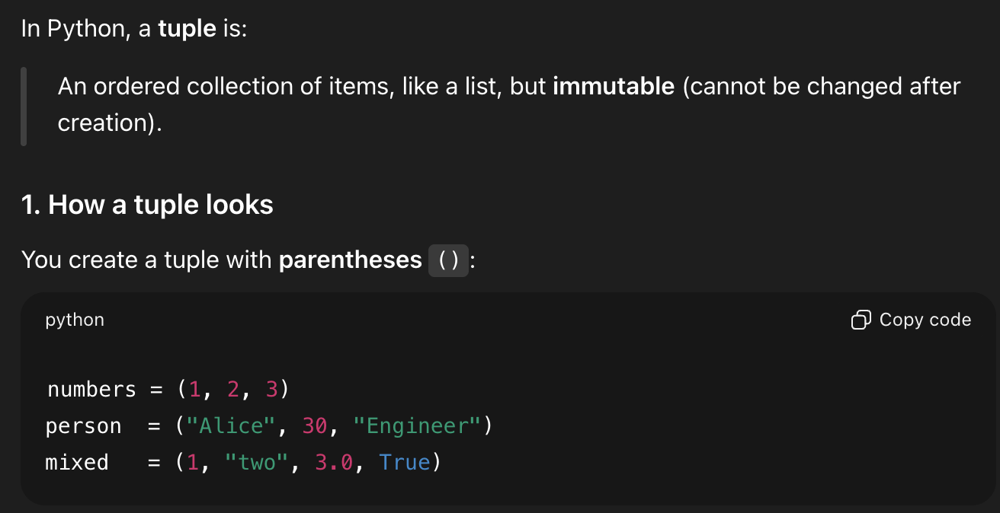 In Python, a tuple is:
An ordered collection of items, like a list, but immutable (cannot be changed after
creation).
1. How a tuple looks
You create a tuple with parentheses ():
python
Copy code
numbers = (1, 2, 3)
person  = ("Alice", 30, "Engineer")
mixed   = (1, "two", 3.0, True)